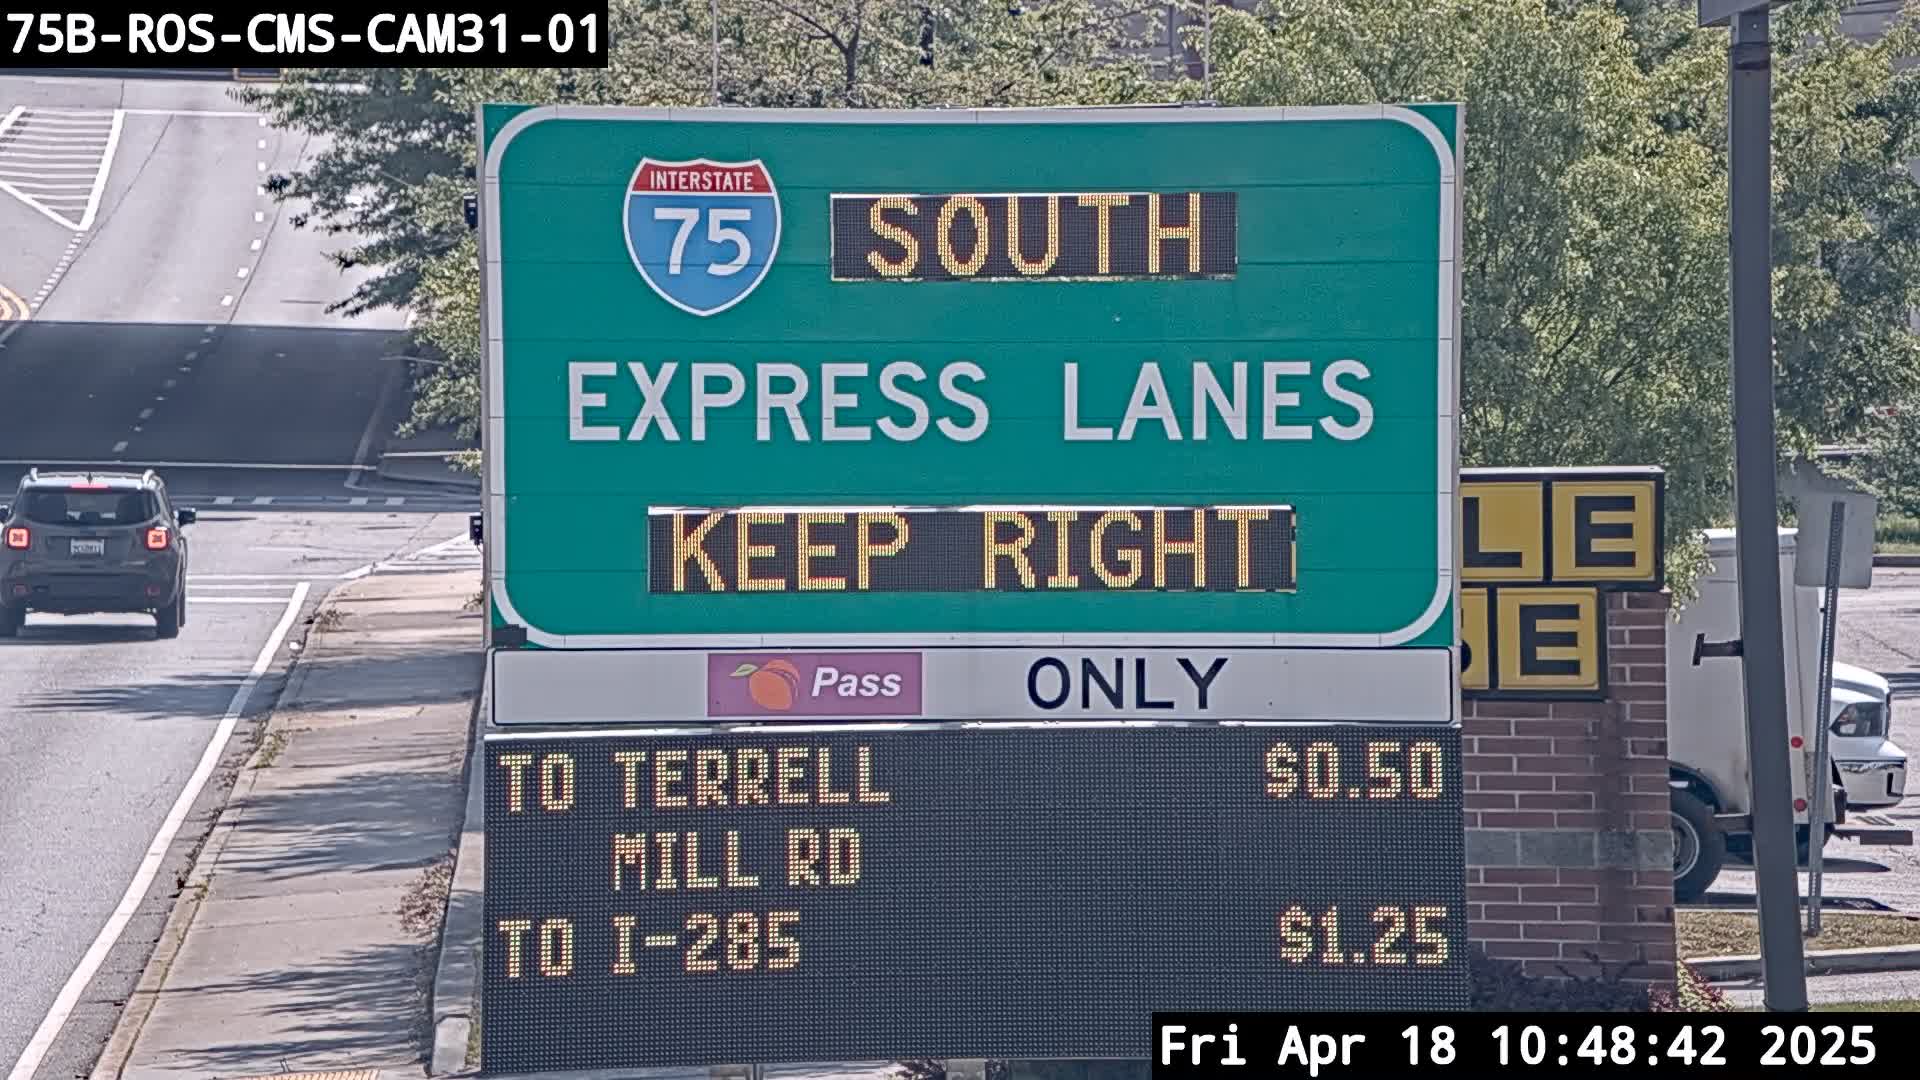 75B-ROS-CMS-CAM31-01
INTERSTATE
75
SOUTH
EXPRESS LANES
KEEP RIGHT
Pass ONLY
TO TERRELL $0.50
MILL RD
TO I-285 $1.25
LE
E
Fri Apr 18 10:48:42 2025